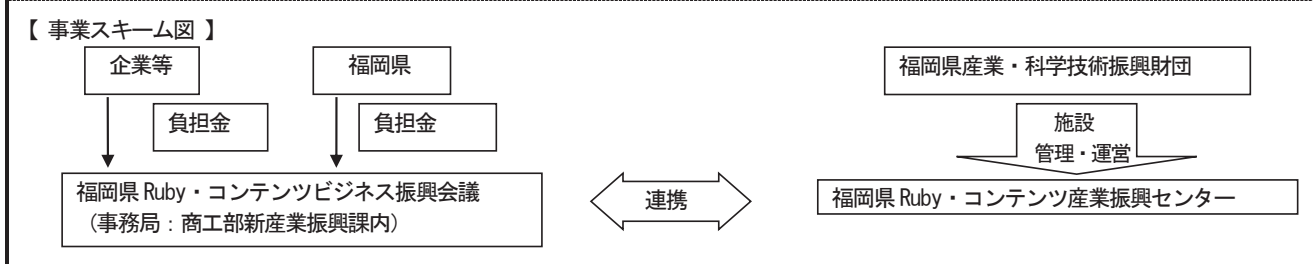 【 事業スキーム図 】
企業等
福岡県
福岡県産業・科学技術振興財団
負担金
負担金
施設
管理・運営
福岡県 Ruby・コンテンツビジネス振興会議
（事務局：商工部新産業振興課内）
連携
福岡県 Ruby・コンテンツ産業振興センター